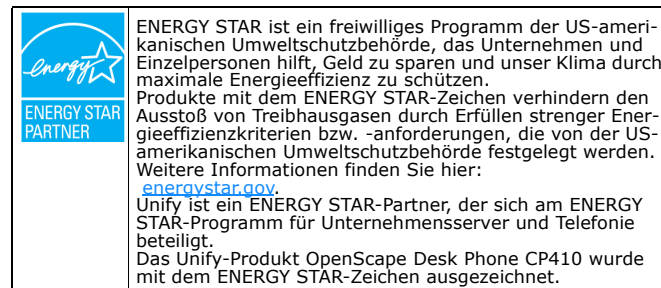 energy
ENERGY STAR
PARTNER
ENERGY STAR ist ein freiwilliges Programm der US-ameri-
kanischen Umweltschutzbehörde, das Unternehmen und
Einzelpersonen hilft, Geld zu sparen und unser Klima durch
maximale Energieeffizienz zu schützen.
Produkte mit dem ENERGY STAR-Zeichen verhindern den
Ausstoß von Treibhausgasen durch Erfüllen strenger Ener-
gieeffizienzkriterien bzw. -anforderungen, die von der US-
amerikanischen Umweltschutzbehörde festgelegt werden.
Weitere Informationen finden Sie hier:
energystar.gov.
Unify ist ein ENERGY STAR-Partner, der sich am ENERGY
STAR-Programm für Unternehmensserver und Telefonie
beteiligt.
Das Unify-Produkt OpenScape Desk Phone CP410 wurde
mit dem ENERGY STAR-Zeichen ausgezeichnet.